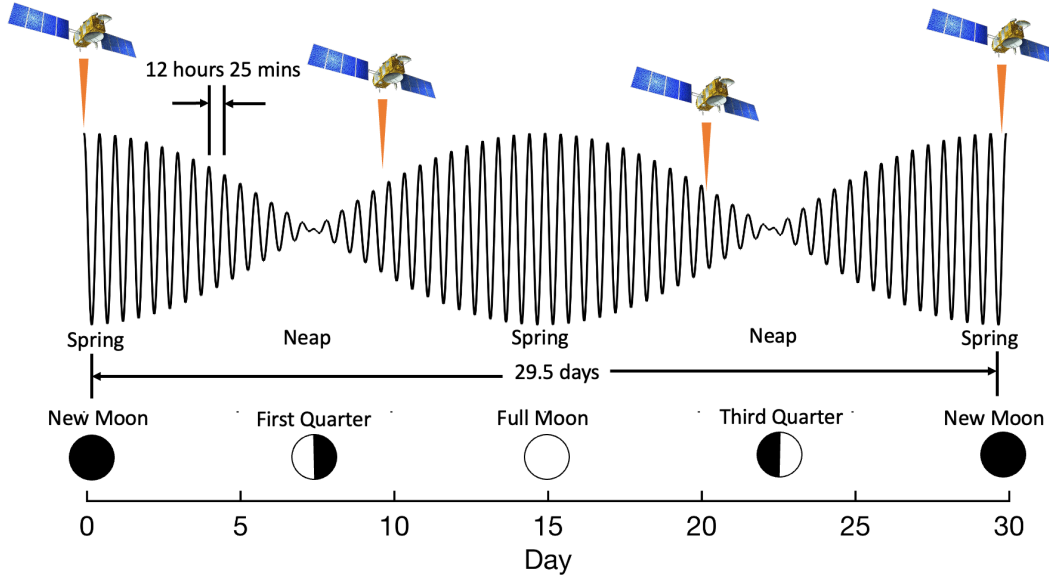 12 hours 25 mins
Spring
Neap
Spring
Neap
Spring
29.5 days
New Moon
First Quarter
Full Moon
Third Quarter
New Moon
0
5
10
15
20
25
30
Day